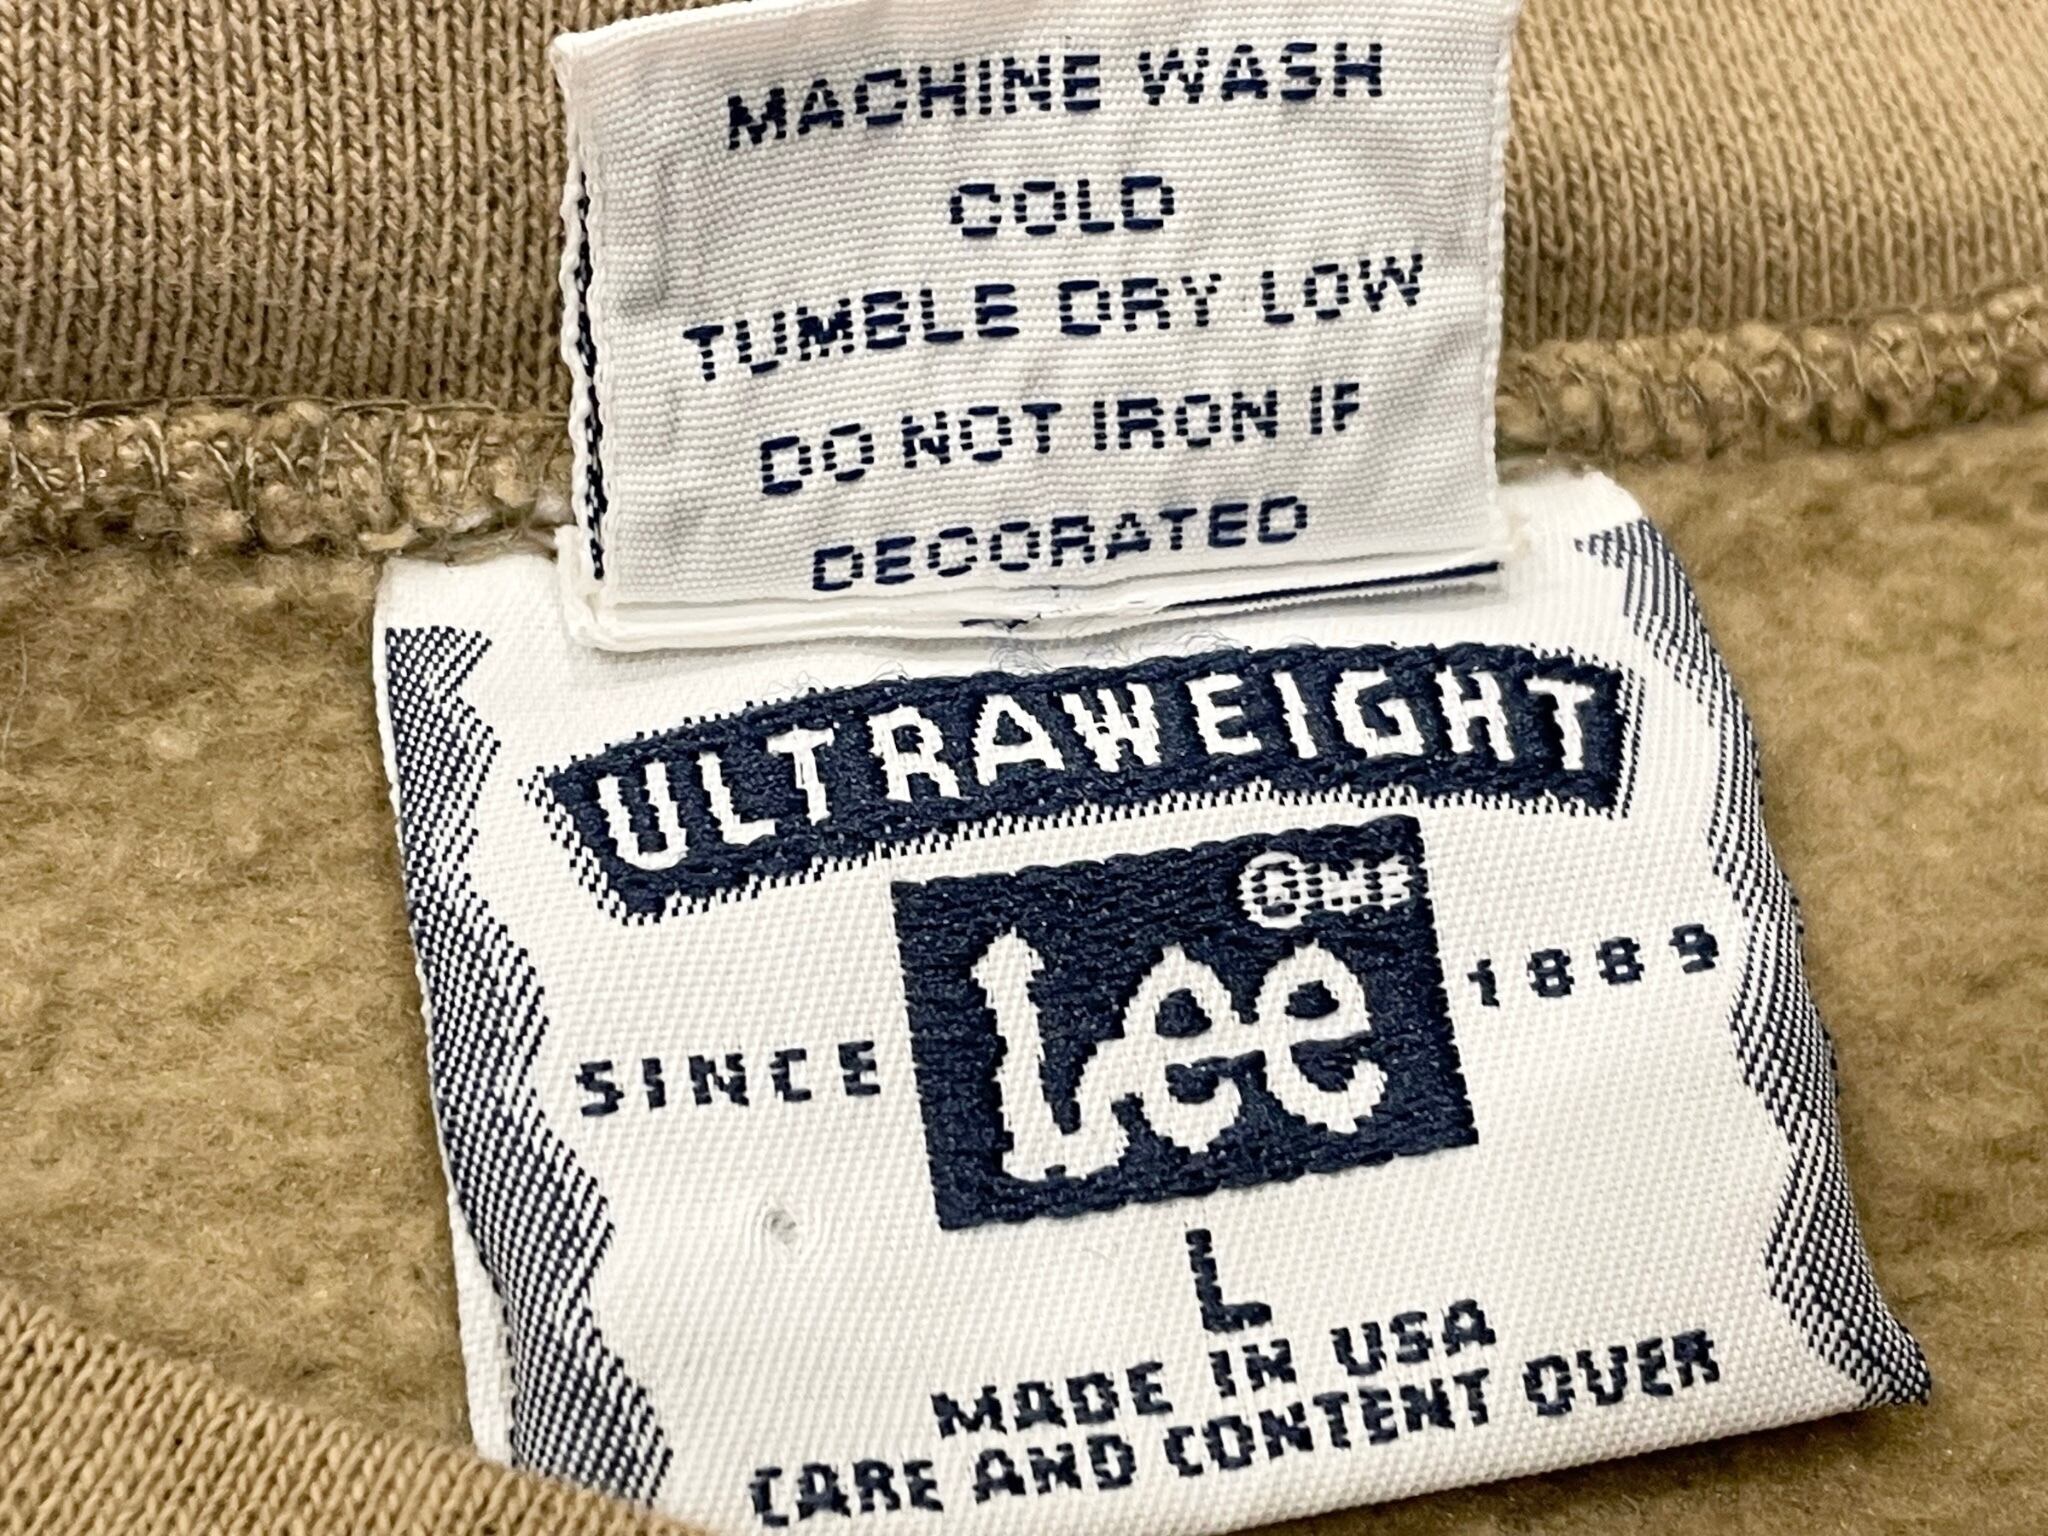 MACHINE WASH
COLD
TUMBLE DRY LOW
DO NOT IRON IF
DECORATED
ULTRAWEIGHT
SINCE Lee 1889
L
MADE IN USA
CARE AND CONTENT OVER